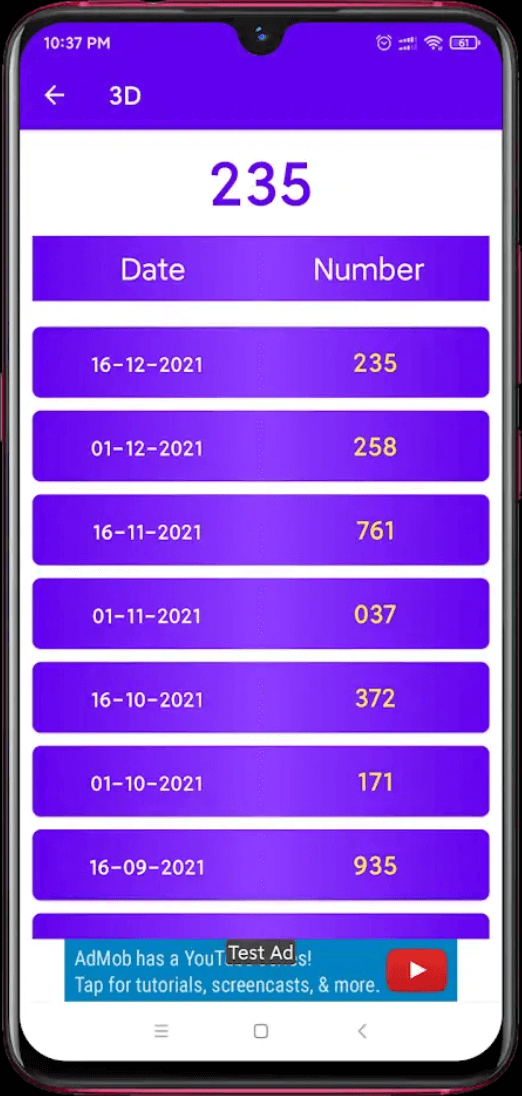 10:37 PM
61
3D
235
Date Number
16-12-2021 235
01-12-2021 258
16-11-2021 761
01-11-2021 037
16-10-2021 372
01-10-2021 171
16-09-2021 935
Test Ad
AdMob has a
Tap for tutorials, screencasts, & more.